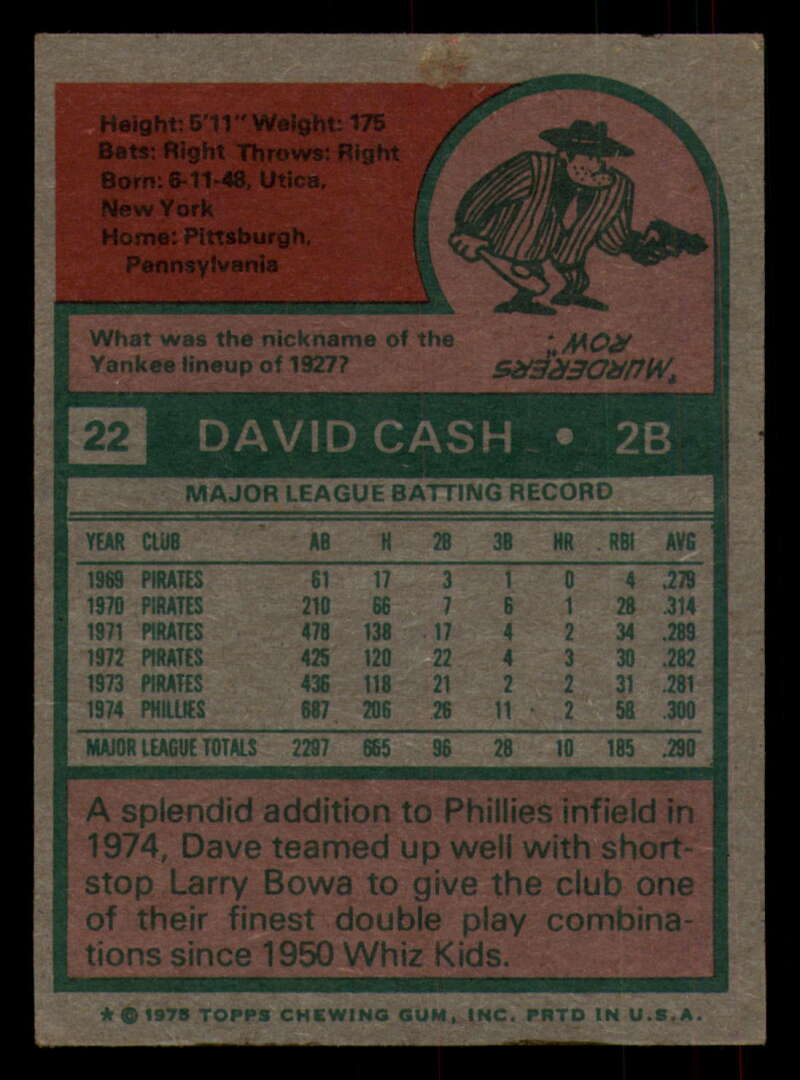 Height: 5'11" Weight: 175
Bats: Right Throws: Right
Born: 6-11-48, Utica,
New York
Home: Pittsburgh,
Pennsylvania
What was the nickname of the
Yankee lineup of 1927?
"MURDERERS
ROW"
22 DAVID CASH • 2B
MAJOR LEAGUE BATTING RECORD
YEAR CLUB AB H 2B 3B HR RBI AVG
1969 PIRATES 61 17 3 1 0 4 .279
1970 PIRATES 210 66 7 6 1 28 .314
1971 PIRATES 478 138 17 4 2 34 .289
1972 PIRATES 425 120 22 4 3 30 .282
1973 PIRATES 436 118 21 2 2 31 .281
1974 PHILLIES 687 206 26 11 2 58 .300
MAJOR LEAGUE TOTALS 2297 665 96 28 10 185 .290
A splendid addition to Phillies infield in
1974, Dave teamed up well with short-
stop Larry Bowa to give the club one
of their finest double play combina-
tions since 1950 Whiz Kids.
* © 1975 TOPPS CHEWING GUM, INC. PRTD IN U.S.A.